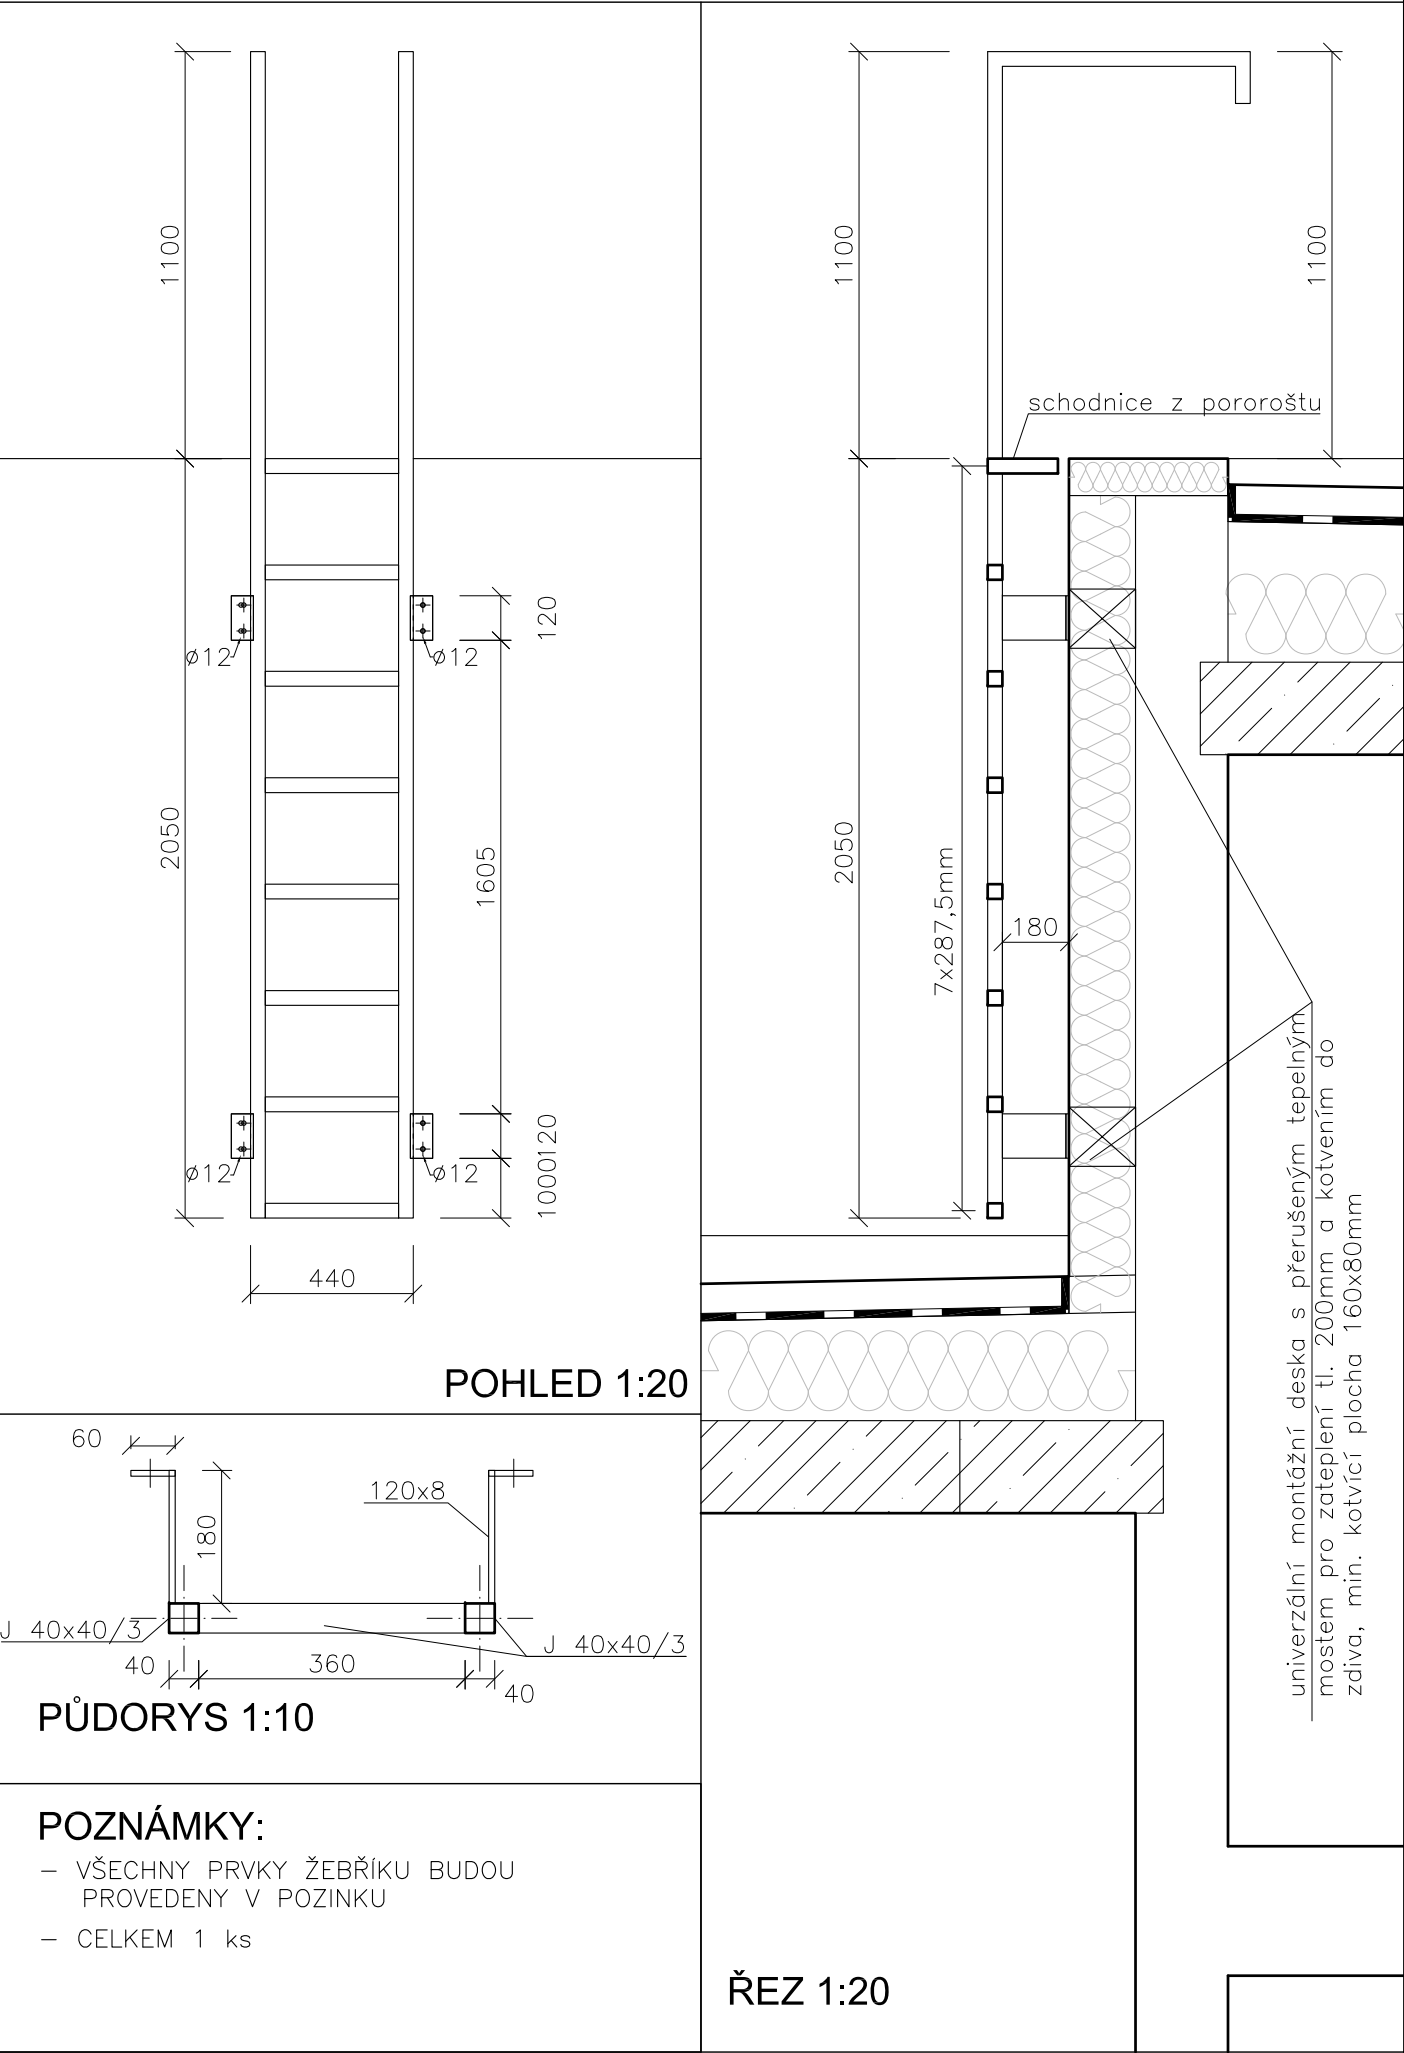 1100
2050
ø12
ø12
120
1605
120
1000
ø12
ø12
440
POHLED 1:20
60
180
120x8
J 40x40/3
J 40x40/3
40
360
40
PŮDORYS 1:10
POZNÁMKY:
– VŠECHNY PRVKY ŽEBŘÍKU BUDOU
PROVEDENY V POZINKU
– CELKEM 1 ks
1100
1100
schodnice z pororoštu
2050
7x287,5mm
180
univerzální montážní deska s přerušeným tepelným
mostem pro zateplení tl. 200mm a kotvením do
zdiva, min. kotvící plocha 160x80mm
ŘEZ 1:20